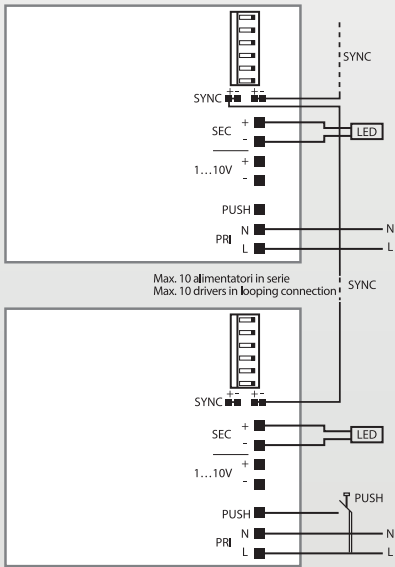 SYNC
+- +-
SYNC
SEC
+
-
LED
1...10V
+
-
PUSH
PRI
N
L
N
L
Max. 10 alimentatori in serie
Max. 10 drivers in looping connection
SYNC
+- +-
SYNC
SEC
+
-
LED
1...10V
+
-
PUSH
PUSH
PRI
N
L
N
L